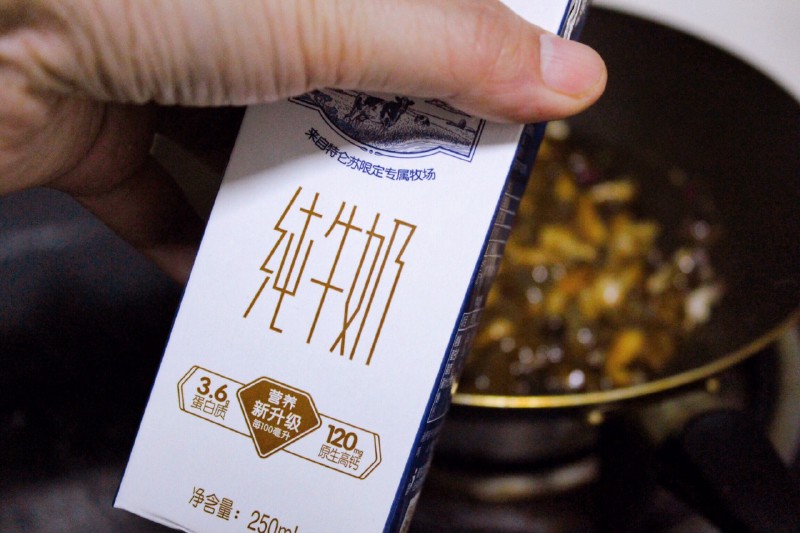 来自特仑苏限定专属牧场
纯牛奶
3.6g
蛋白质
营养
新升级
每100毫升
120mg
原生高钙
净含量: 250ml